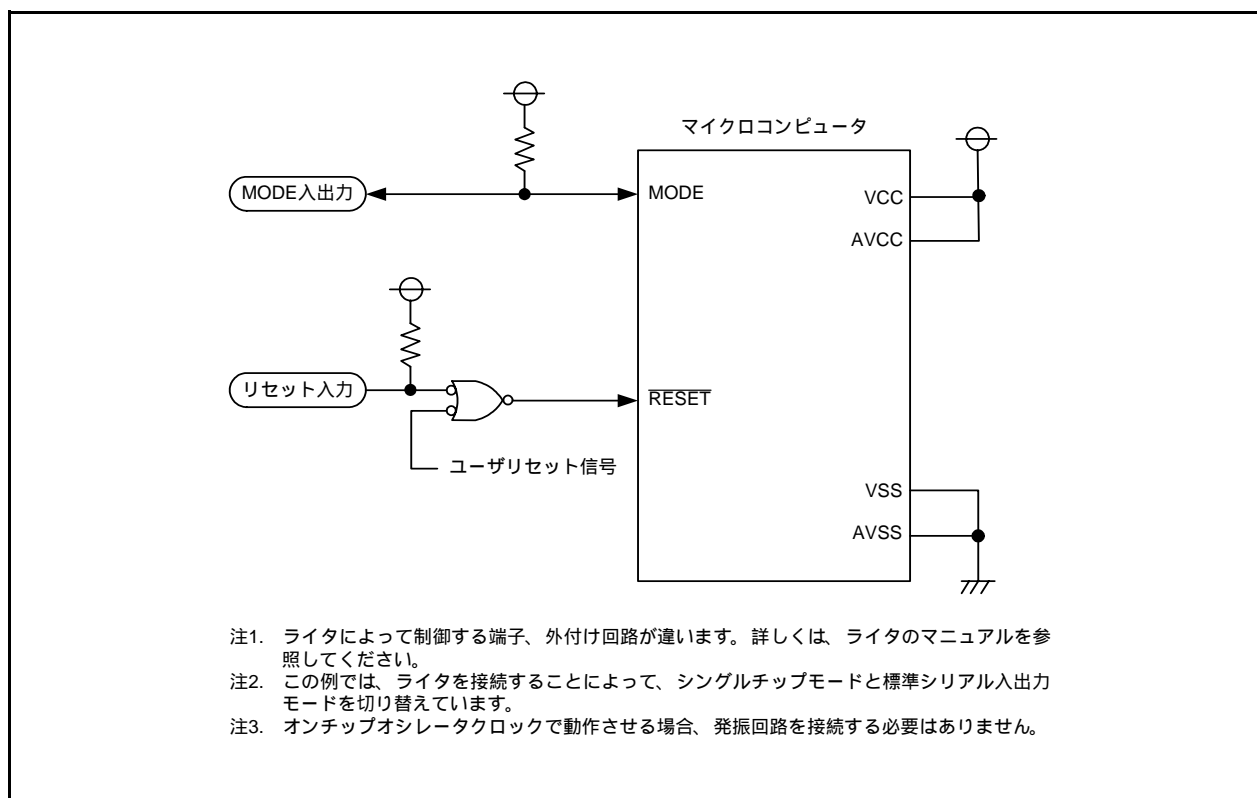 マイクロコンピュータ
MODE入出力
MODE
VCC
AVCC
リセット入力
RESET
ユーザリセット信号
VSS
AVSS
注1. ライタによって制御する端子、外付け回路が違います。詳しくは、ライタのマニュアルを参
照してください。
注2. この例では、ライタを接続することによって、シングルチップモードと標準シリアル入出力
モードを切り替えています。
注3. オンチップオシレータクロックで動作させる場合、発振回路を接続する必要はありません。